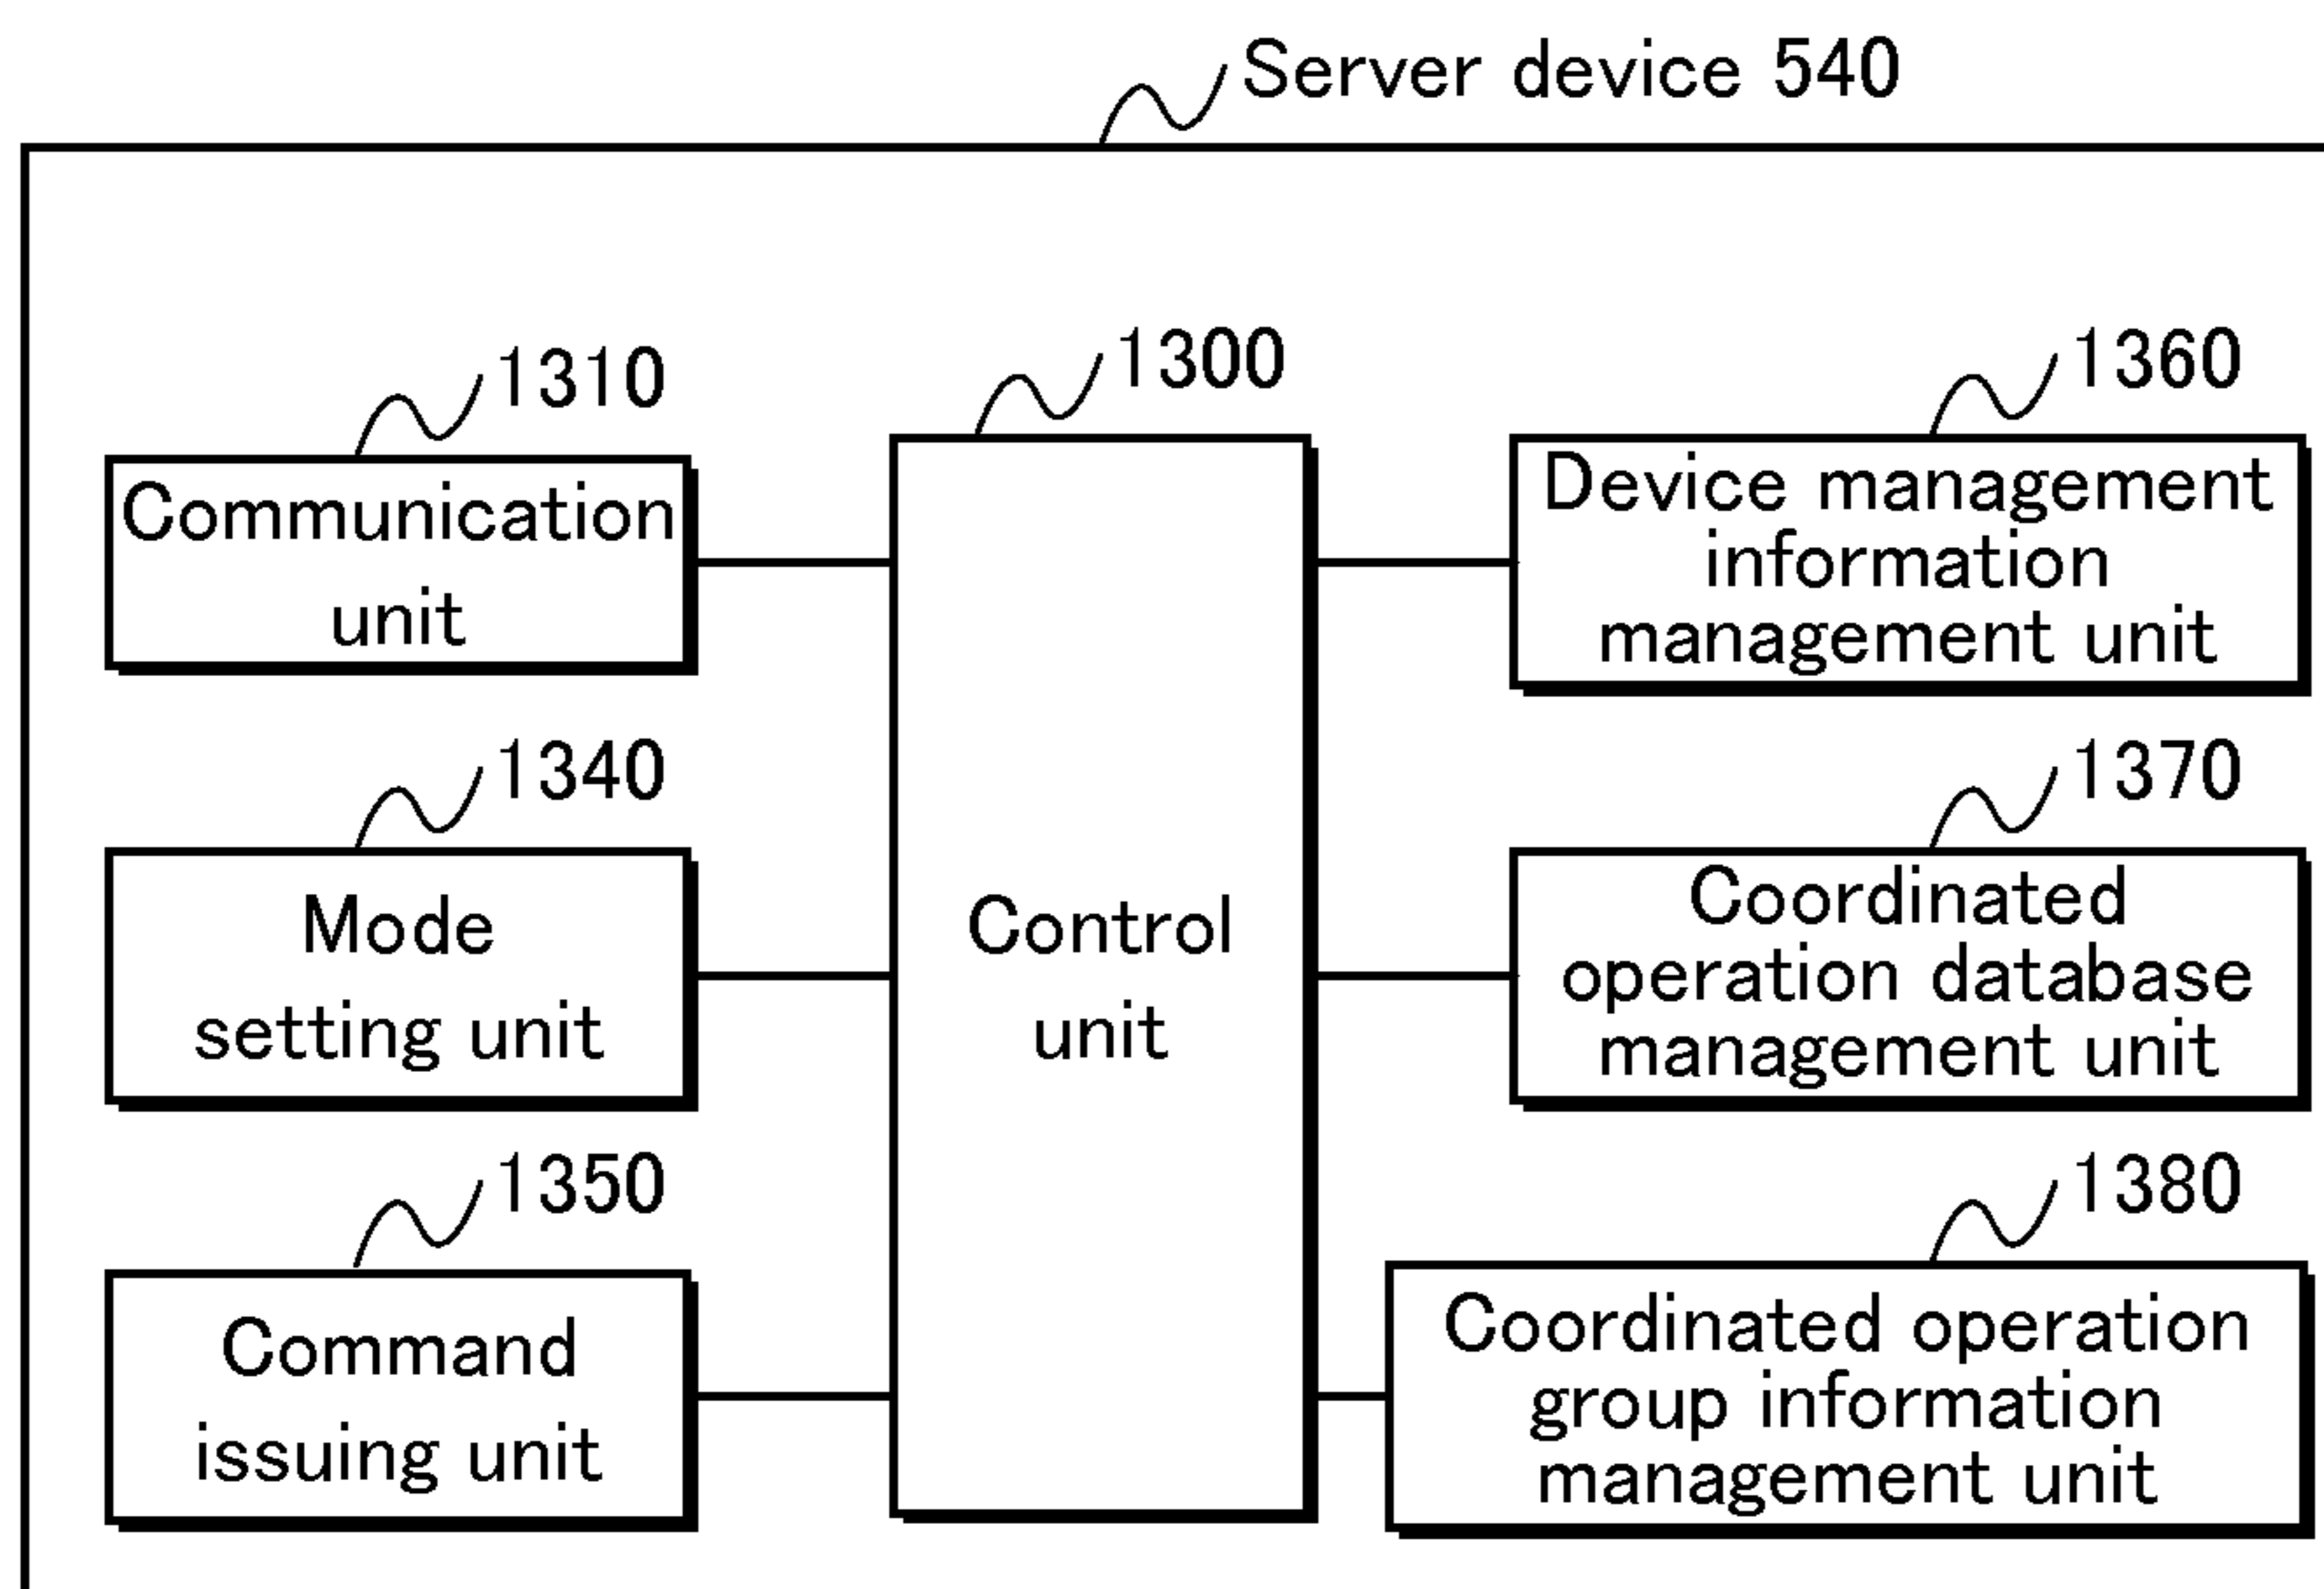 Server device 540
1310
Communication
unit
1300
Control
unit
1360
Device management
information
management unit
1340
Mode
setting unit
1370
Coordinated
operation database
management unit
1350
Command
issuing unit
1380
Coordinated operation
group information
management unit